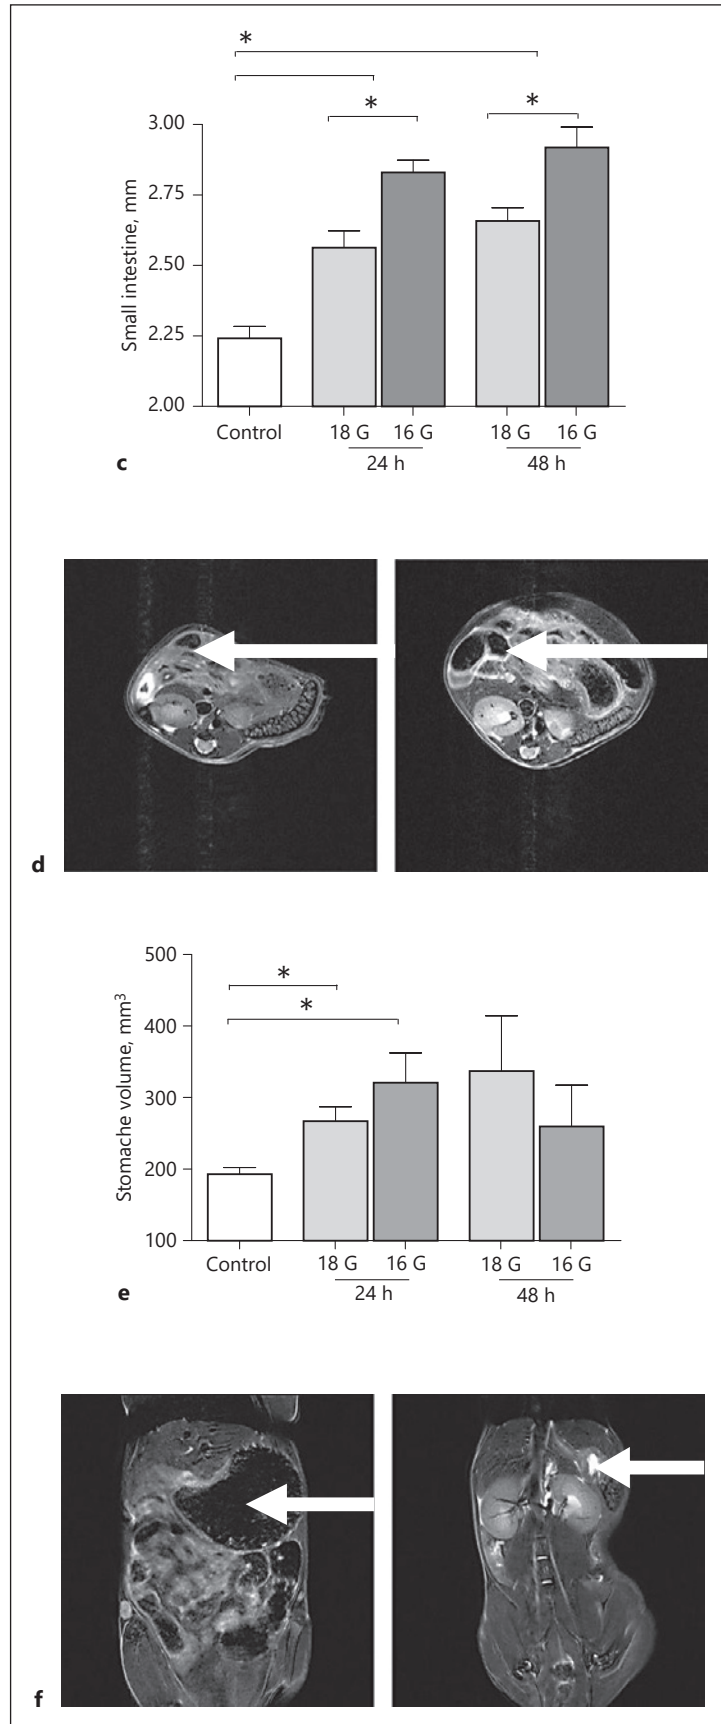 *
* *
3.00
2.75
2.50
2.25
2.00
Small intestine, mm
Control 18 G 16 G 18 G 16 G
24 h 48 h
c
d
500
400
300
200
100
Stomache volume, mm³
*
*
Control 18 G 16 G 18 G 16 G
24 h 48 h
e
f